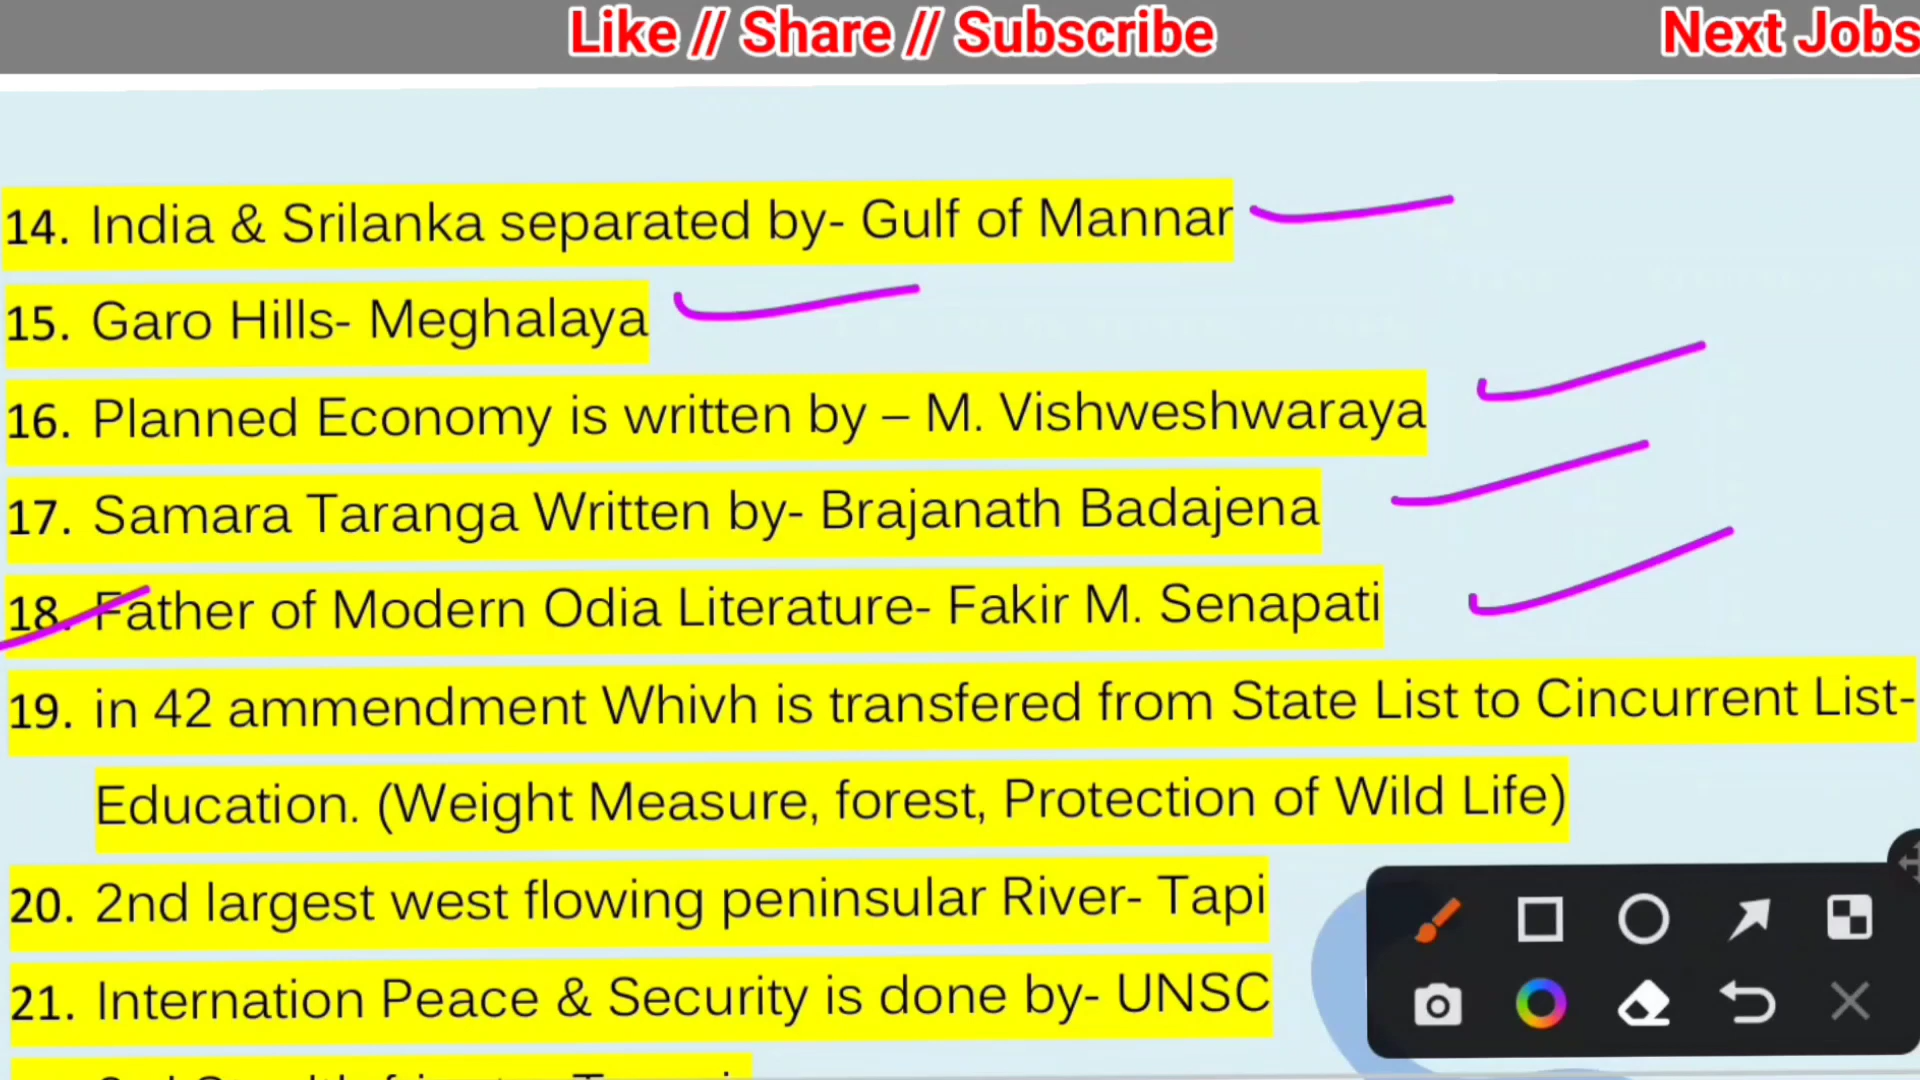 Like // Share // Subscribe
Next Jobs
14. India & Srilanka separated by- Gulf of Mannar
15. Garo Hills- Meghalaya
16. Planned Economy is written by – M. Vishweshwaraya
17. Samara Taranga Written by- Brajanath Badajena
18. Father of Modern Odia Literature- Fakir M. Senapati
19. in 42 ammendment Whivh is transfered from State List to Cincurrent List-
Education. (Weight Measure, forest, Protection of Wild Life)
20. 2nd largest west flowing peninsular River- Tapi
21. Internation Peace & Security is done by- UNSC